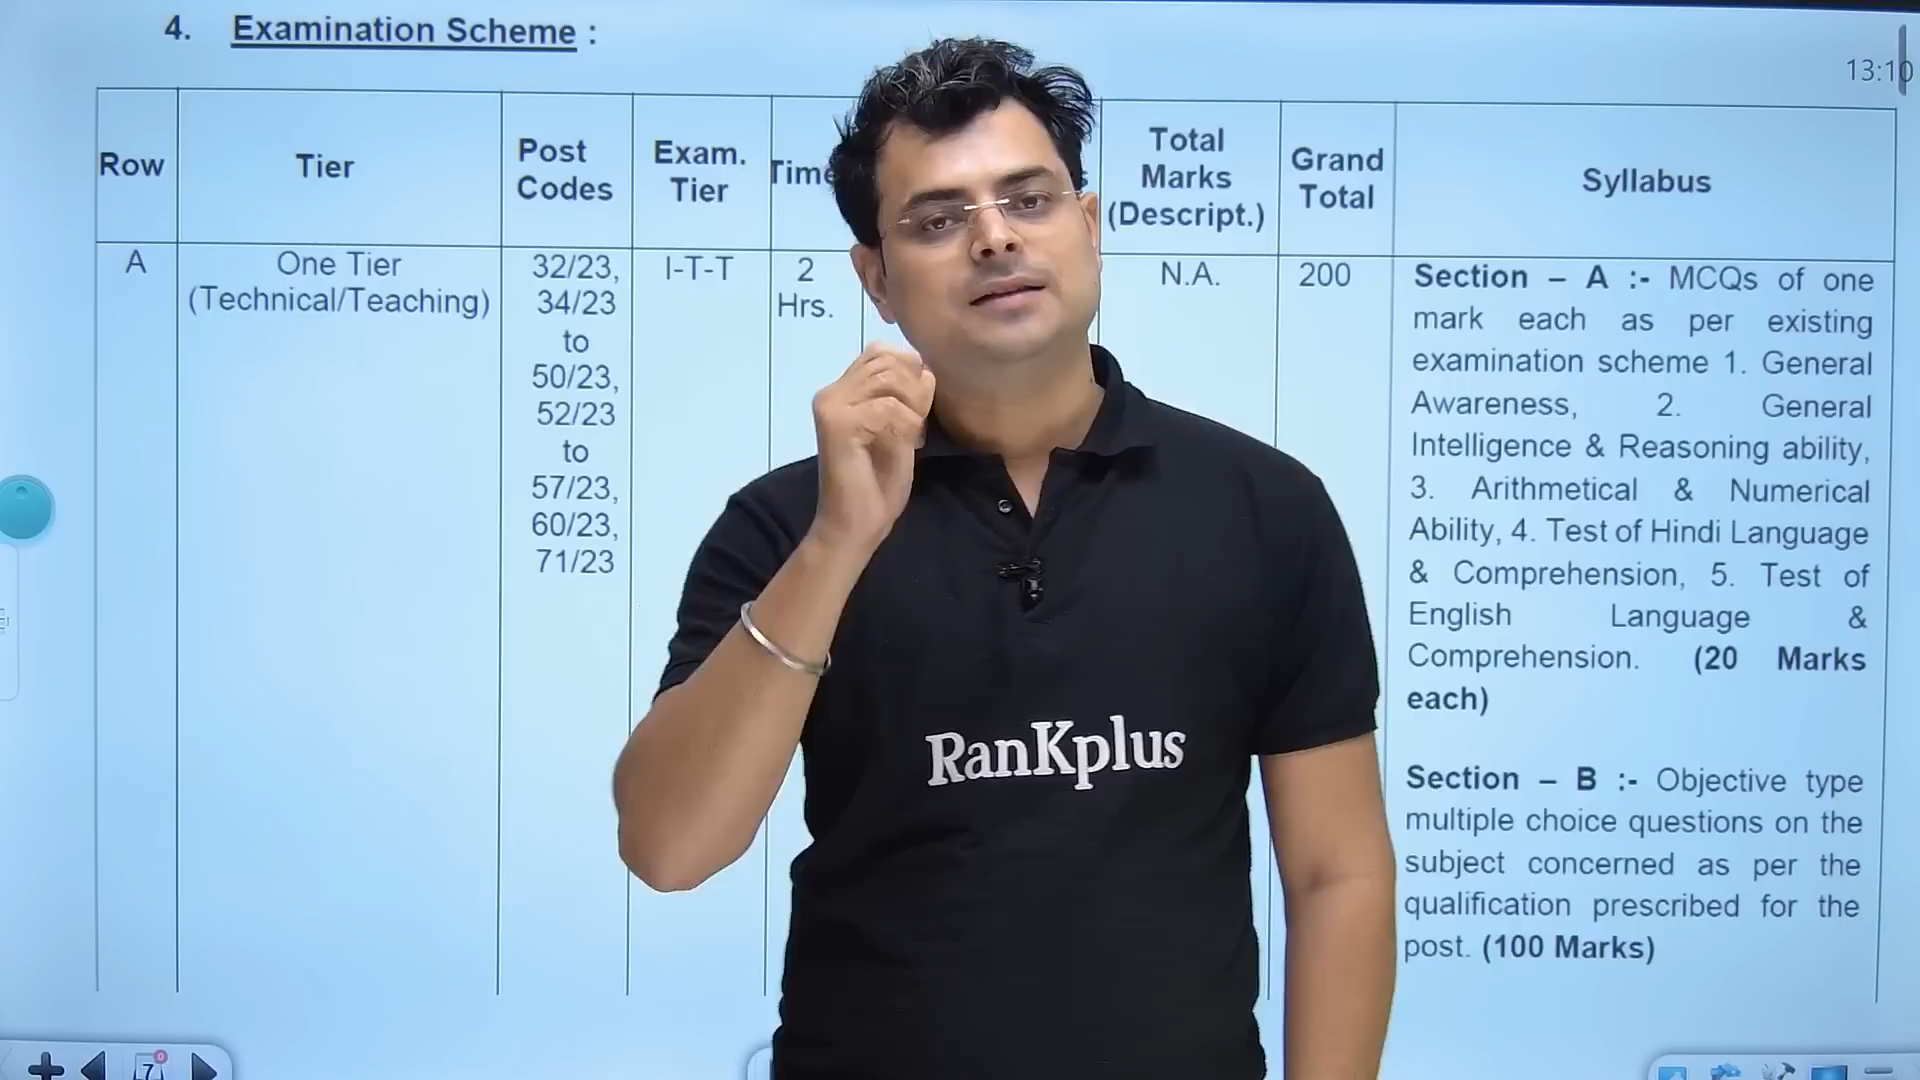 4. Examination Scheme :
13:10
Row
Tier
Post
Codes
Exam.
Tier
Time
Total
Marks
(Descript.)
Grand
Total
Syllabus
A
One Tier
(Technical/Teaching)
32/23,
34/23
to
50/23,
52/23
to
57/23,
60/23,
71/23
I-T-T
2
Hrs.
N.A.
200
Section – A :- MCQs of one
mark each as per existing
examination scheme 1. General
Awareness, 2. General
Intelligence & Reasoning ability,
3. Arithmetical & Numerical
Ability, 4. Test of Hindi Language
& Comprehension, 5. Test of
English Language &
Comprehension. (20 Marks
each)
Section – B :- Objective type
multiple choice questions on the
subject concerned as per the
qualification prescribed for the
post. (100 Marks)
RanKplus
7
0